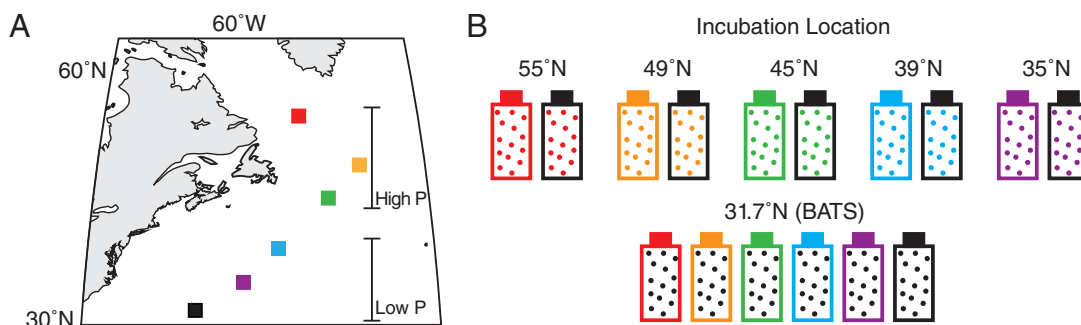 A
60˚W
60˚N
High P
Low P
30˚N
B
Incubation Location
55˚N 49˚N 45˚N 39˚N 35˚N
31.7˚N (BATS)